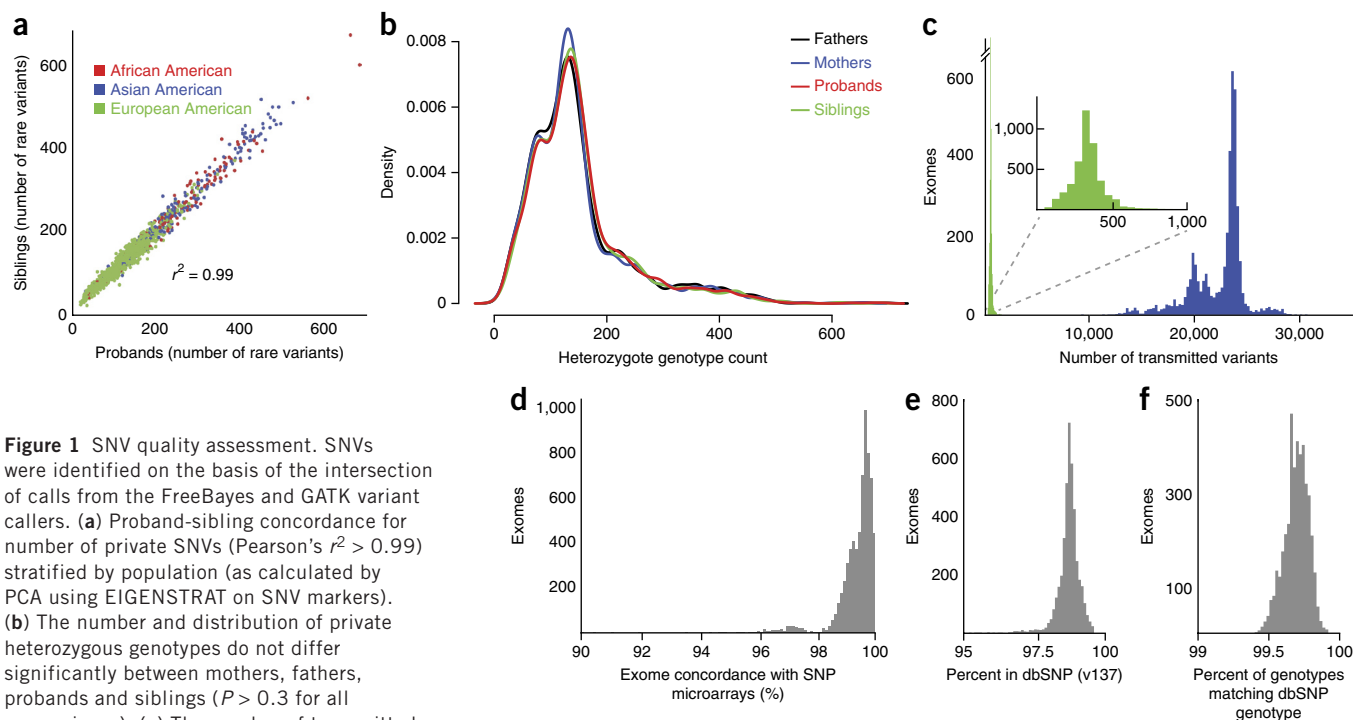 a
Siblings (number of rare variants)
600
400
200
0
African American
Asian American
European American
r2 = 0.99
0 200 400 600
Probands (number of rare variants)
b
Density
0.008
0.006
0.004
0.002
0
Fathers
Mothers
Probands
Siblings
0 200 400 600
Heterozygote genotype count
c
Exomes
600
400
200
0
1,000
500
500 1,000
10,000 20,000 30,000
Number of transmitted variants
d
Exomes
1,000
800
600
400
200
90 92 94 96 98 100
Exome concordance with SNP
microarrays (%)
e
Exomes
800
600
400
200
95 97.5 100
Percent in dbSNP (v137)
f
Exomes
500
300
100
99 99.5 100
Percent of genotypes
matching dbSNP
genotype
Figure 1 SNV quality assessment. SNVs
were identified on the basis of the intersection
of calls from the FreeBayes and GATK variant
callers. (a) Proband-sibling concordance for
number of private SNVs (Pearson's r2 > 0.99)
stratified by population (as calculated by
PCA using EIGENSTRAT on SNV markers).
(b) The number and distribution of private
heterozygous genotypes do not differ
significantly between mothers, fathers,
probands and siblings (P > 0.3 for all